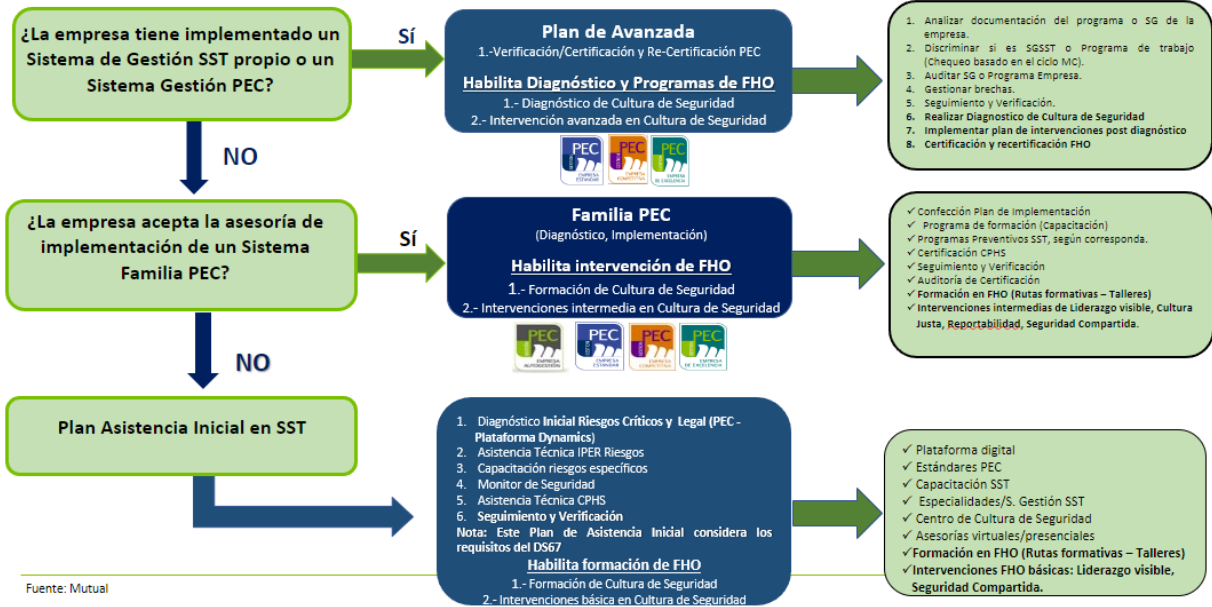 ¿La empresa tiene implementado un
Sistema de Gestión SST propio o un
Sistema Gestión PEC?
Sí
Plan de Avanzada
1.-Verificación/Certificación y Re-Certificación PEC
Habilita Diagnóstico y Programas de FHO
1.- Diagnóstico de Cultura de Seguridad
2.- Intervención avanzada en Cultura de Seguridad
PEC
EMPRESA
ESTANDAR
PEC
EMPRESA
COMPETITIVA
PEC
EMPRESA
DE EXCELENCIA
1. Analizar documentación del programa o SG de la
empresa.
2. Discriminar si es SGSST o Programa de trabajo
(Chequeo basado en el ciclo MC).
3. Auditar SG o Programa Empresa.
4. Gestionar brechas.
5. Seguimiento y Verificación.
6. Realizar Diagnostico de Cultura de Seguridad
7. Implementar plan de intervenciones post diagnóstico
8. Certificación y recertificación FHO
NO
¿La empresa acepta la asesoría de
implementación de un Sistema
Familia PEC?
Sí
Familia PEC
(Diagnóstico, Implementación)
Habilita intervención de FHO
1.- Formación de Cultura de Seguridad
2.- Intervenciones intermedia en Cultura de Seguridad
PEC
EMPRESA
AUTOGESTIÓN
PEC
EMPRESA
ESTANDAR
PEC
EMPRESA
COMPETITIVA
PEC
EMPRESA
DE EXCELENCIA
✓ Confección Plan de Implementación
✓ Programa de formación (Capacitación)
✓ Programas Preventivos SST, según corresponda.
✓ Certificación CPHS
✓ Seguimiento y Verificación
✓ Auditoría de Certificación
✓ Formación en FHO (Rutas formativas – Talleres)
✓ Intervenciones intermedias de Liderazgo visible, Cultura
Justa, Reportabilidad, Seguridad Compartida.
NO
Plan Asistencia Inicial en SST
1. Diagnóstico Inicial Riesgos Críticos y Legal (PEC -
Plataforma Dynamics)
2. Asistencia Técnica IPER Riesgos
3. Capacitación riesgos específicos
4. Monitor de Seguridad
5. Asistencia Técnica CPHS
6. Seguimiento y Verificación
Nota: Este Plan de Asistencia Inicial considera los
requisitos del DS67
Habilita formación de FHO
1.- Formación de Cultura de Seguridad
2.- Intervenciones básica en Cultura de Seguridad
✓ Plataforma digital
✓ Estándares PEC
✓ Capacitación SST
✓ Especialidades/S. Gestión SST
✓ Centro de Cultura de Seguridad
✓ Asesorías virtuales/presenciales
✓ Formación en FHO (Rutas formativas – Talleres)
✓ Intervenciones FHO básicas: Liderazgo visible,
Seguridad Compartida.
Fuente: Mutual